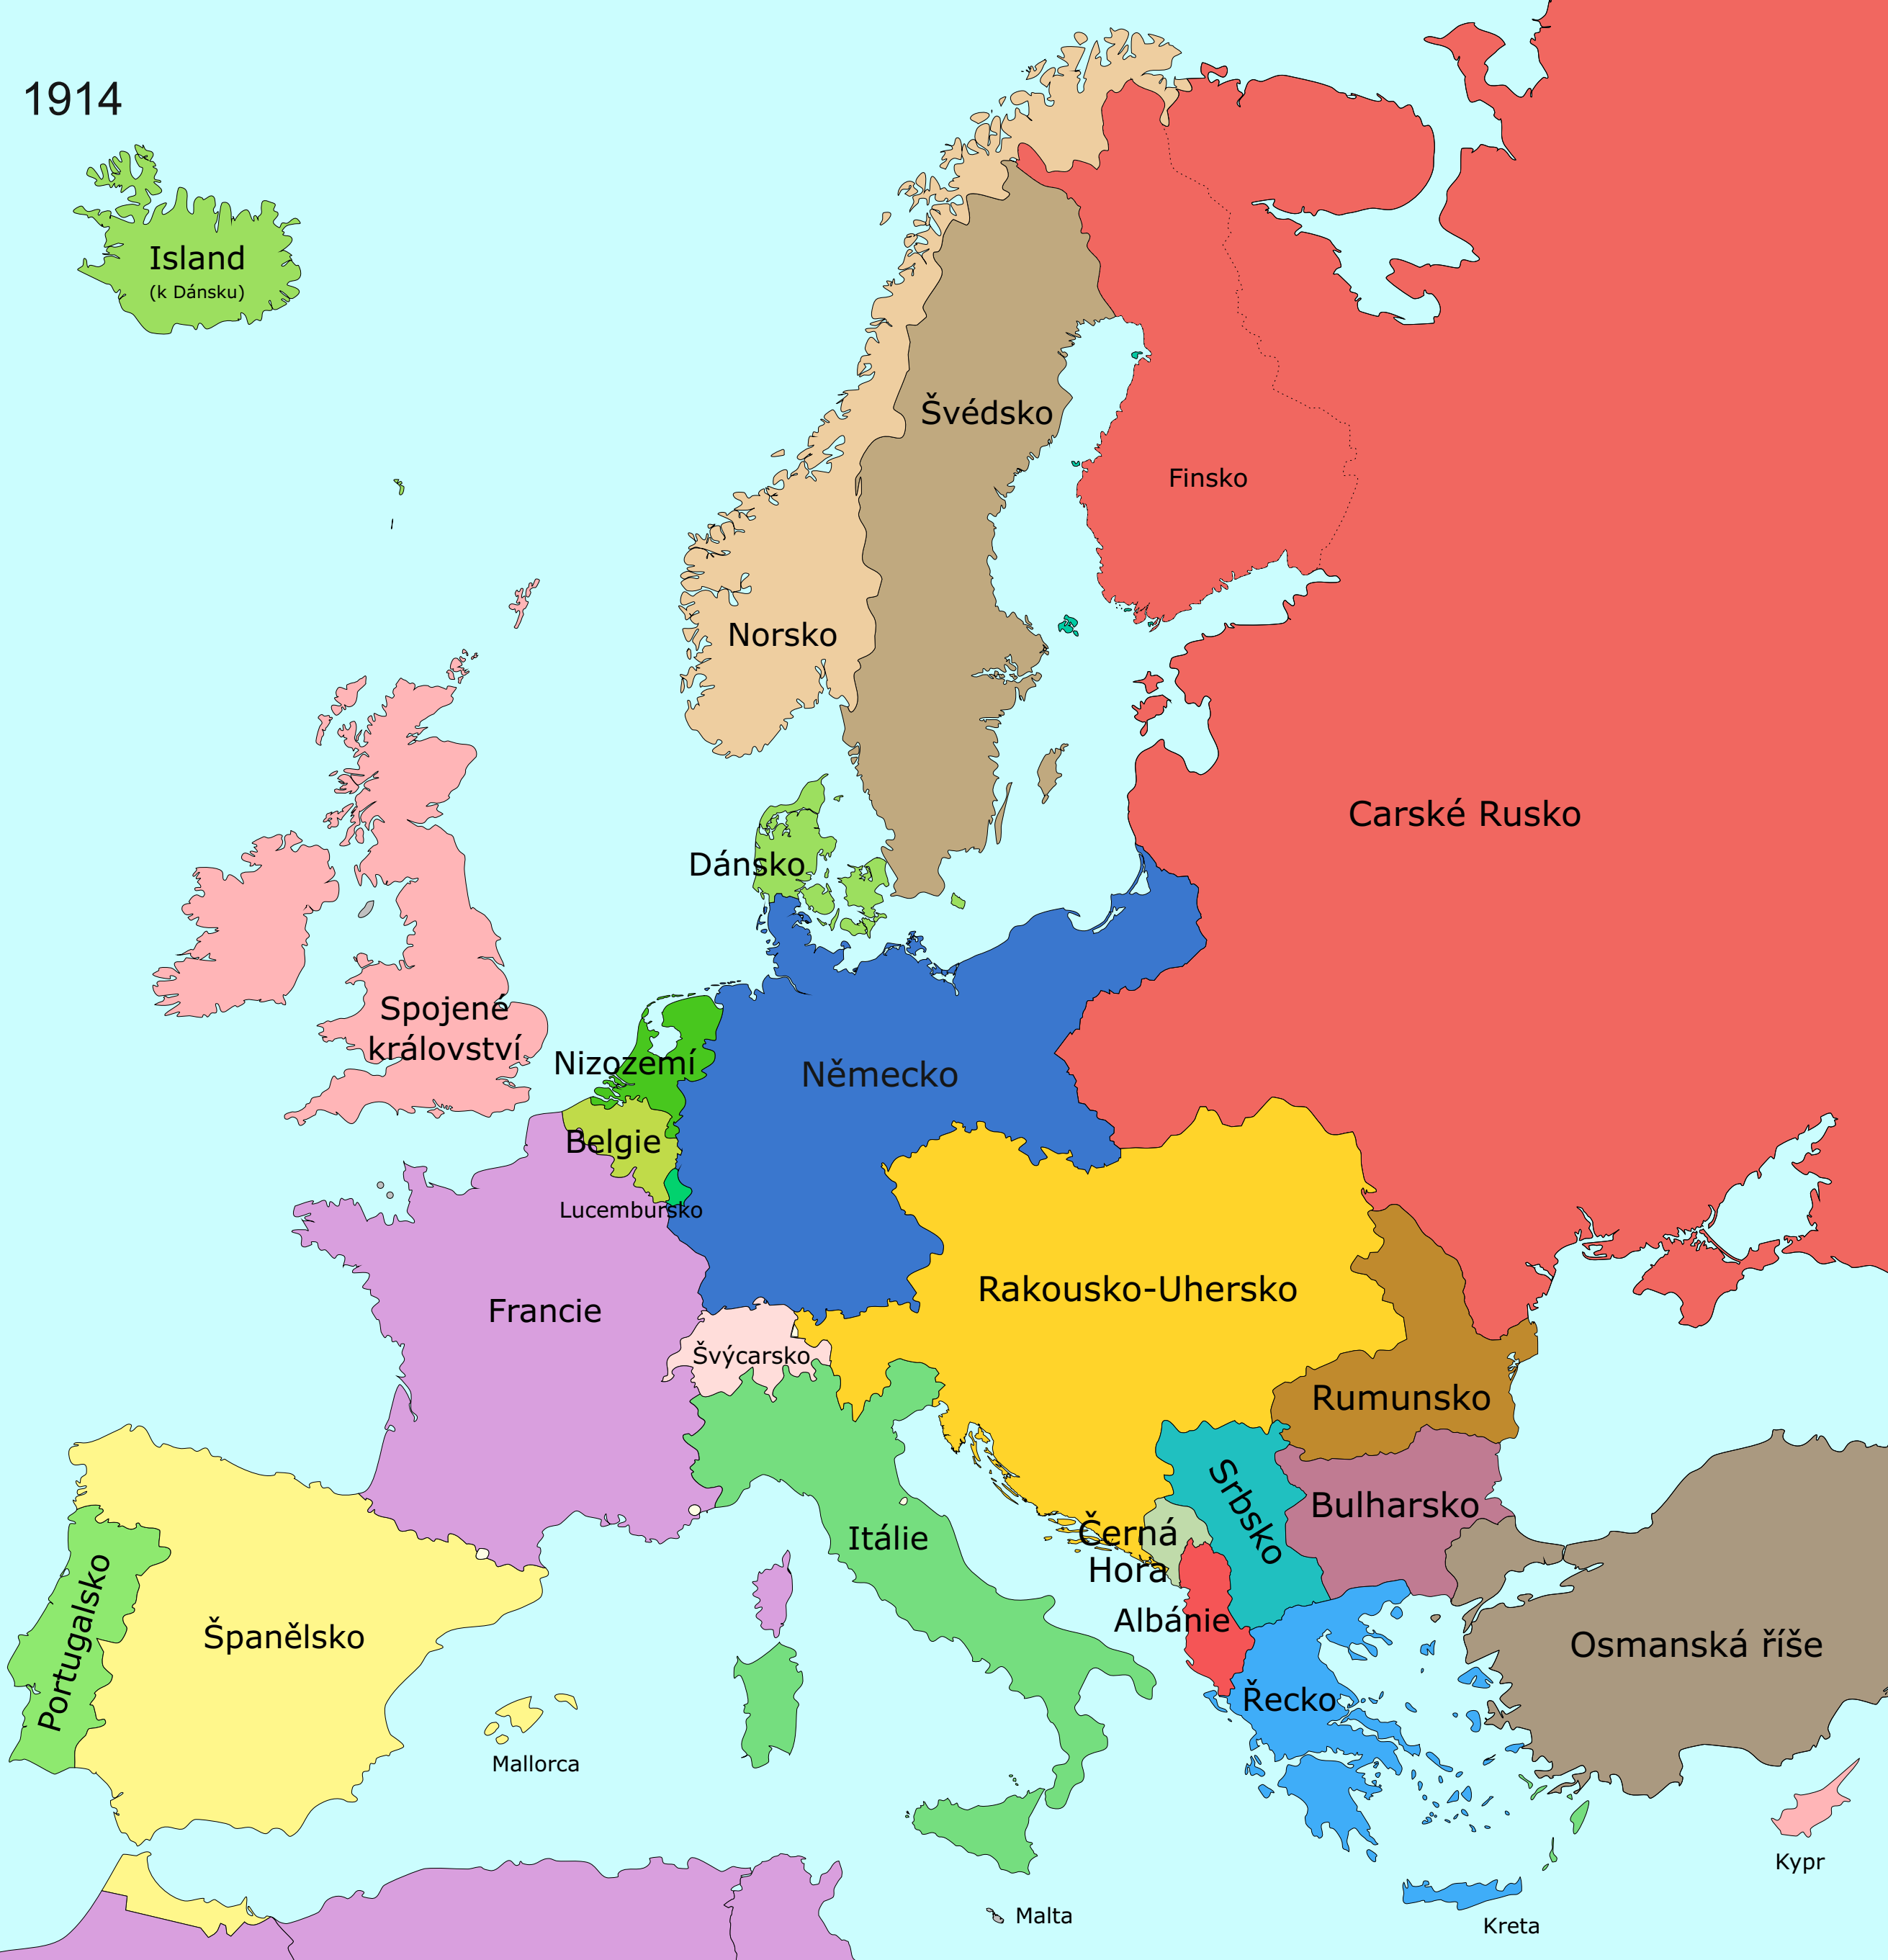 1914
Island
(k Dánsku)
Švédsko
Finsko
Norsko
Carské Rusko
Dánsko
Spojené
království
Nizozemí
Německo
Belgie
Lucembursko
Rakousko-Uhersko
Francie
Švýcarsko
Rumunsko
Srbsko
Bulharsko
Černá
Hora
Itálie
Albánie
Portugalsko
Španělsko
Osmanská říše
Řecko
Mallorca
Kypr
Malta
Kreta